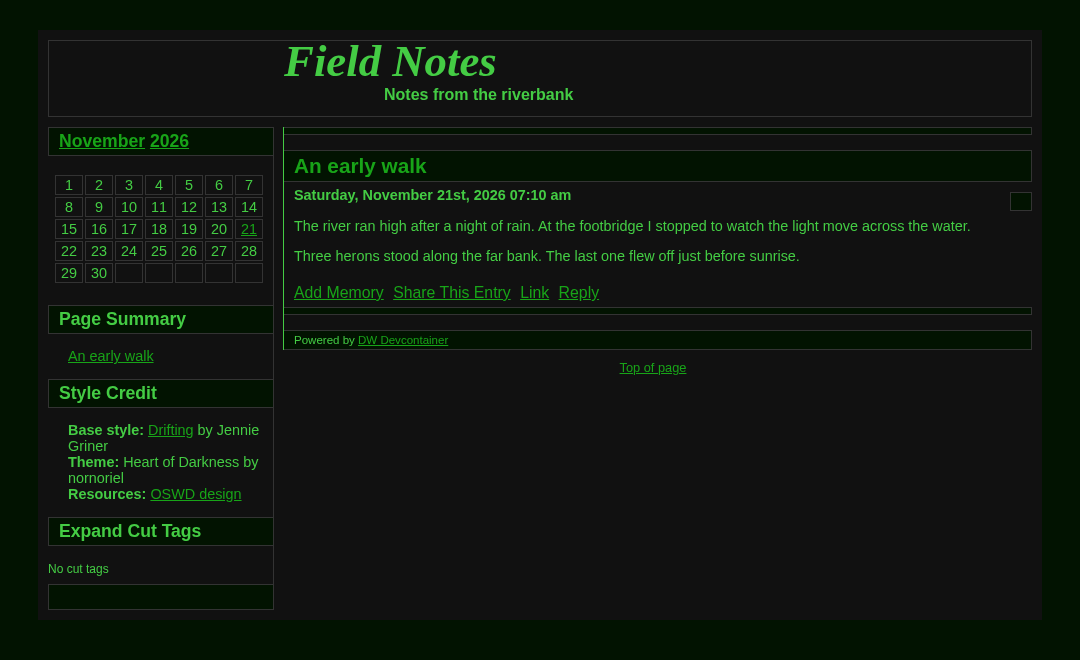 Field Notes
Notes from the riverbank
November 2026
1 2 3 4 5 6 7
8 9 10 11 12 13 14
15 16 17 18 19 20 21
22 23 24 25 26 27 28
29 30
Page Summary
An early walk
Style Credit
Base style: Drifting by Jennie
Griner
Theme: Heart of Darkness by
nornoriel
Resources: OSWD design
Expand Cut Tags
No cut tags
An early walk
Saturday, November 21st, 2026 07:10 am
The river ran high after a night of rain. At the footbridge I stopped to watch the light move across the water.
Three herons stood along the far bank. The last one flew off just before sunrise.
Add Memory Share This Entry Link Reply
Powered by DW Devcontainer
Top of page